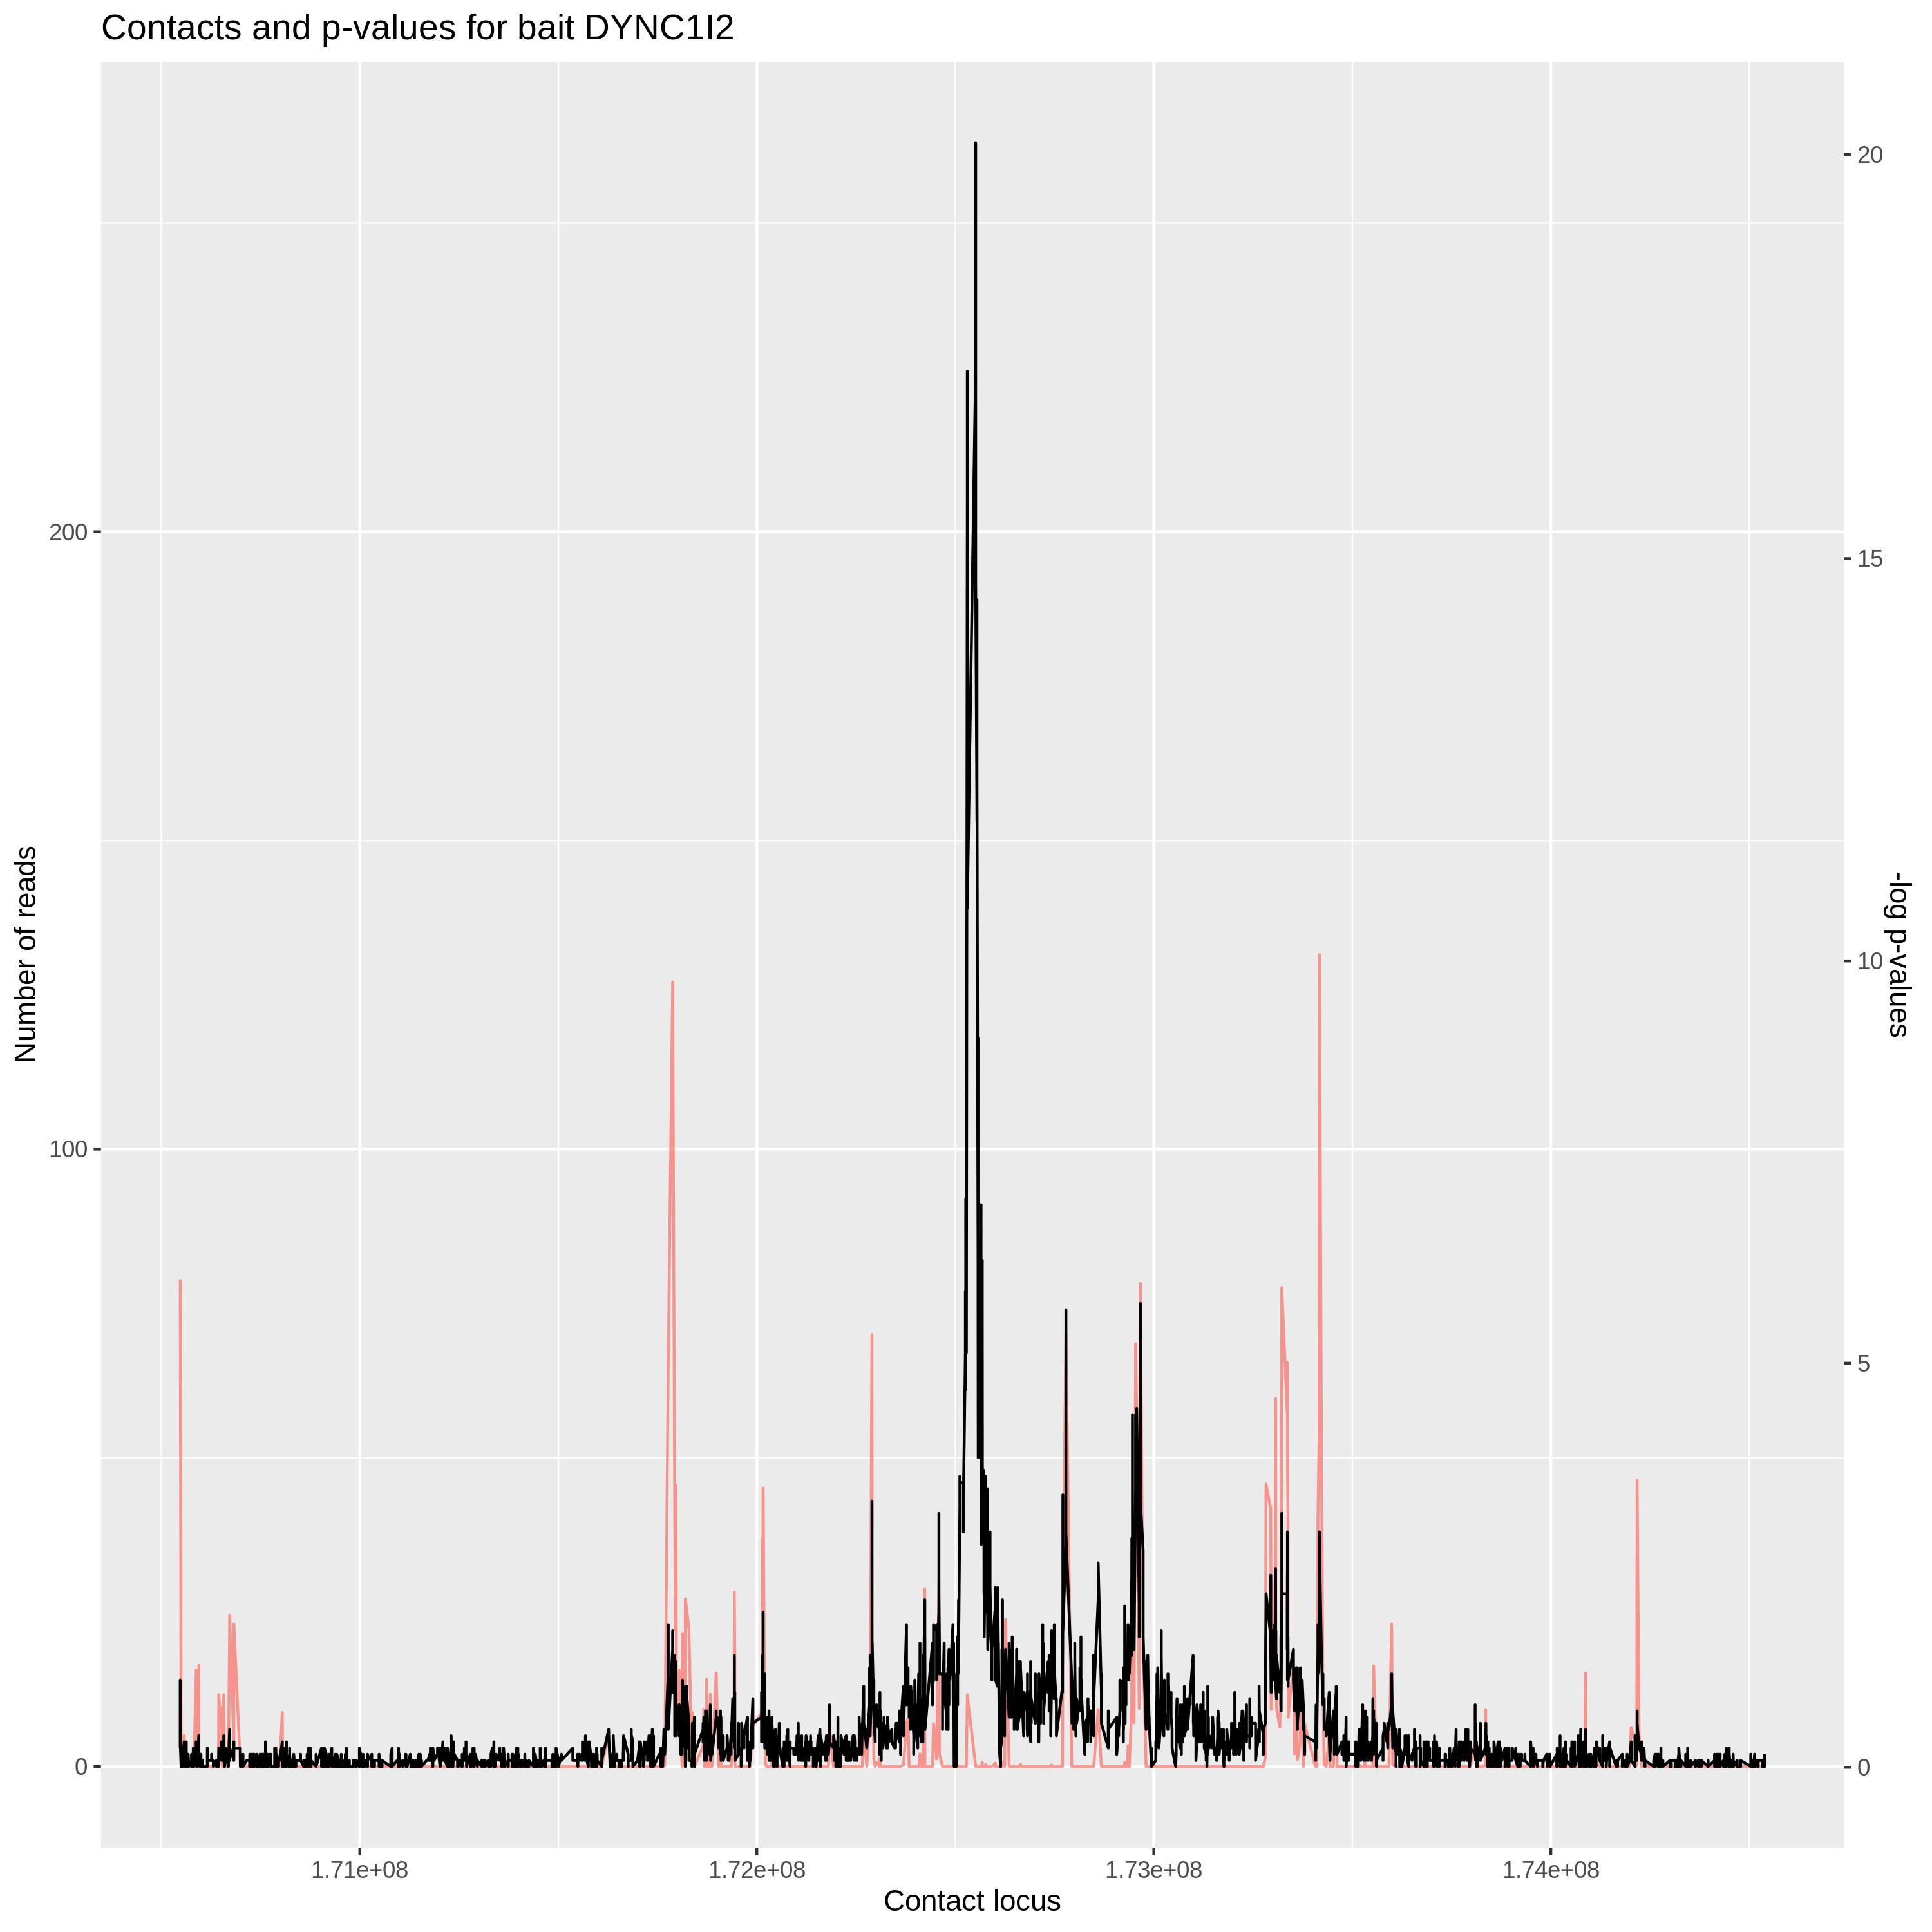 Contacts and p-values for bait DYNC1I2
Number of reads
200
100
0
20
15
10
5
0
-log p-values
1.71e+08
1.72e+08
1.73e+08
1.74e+08
Contact locus